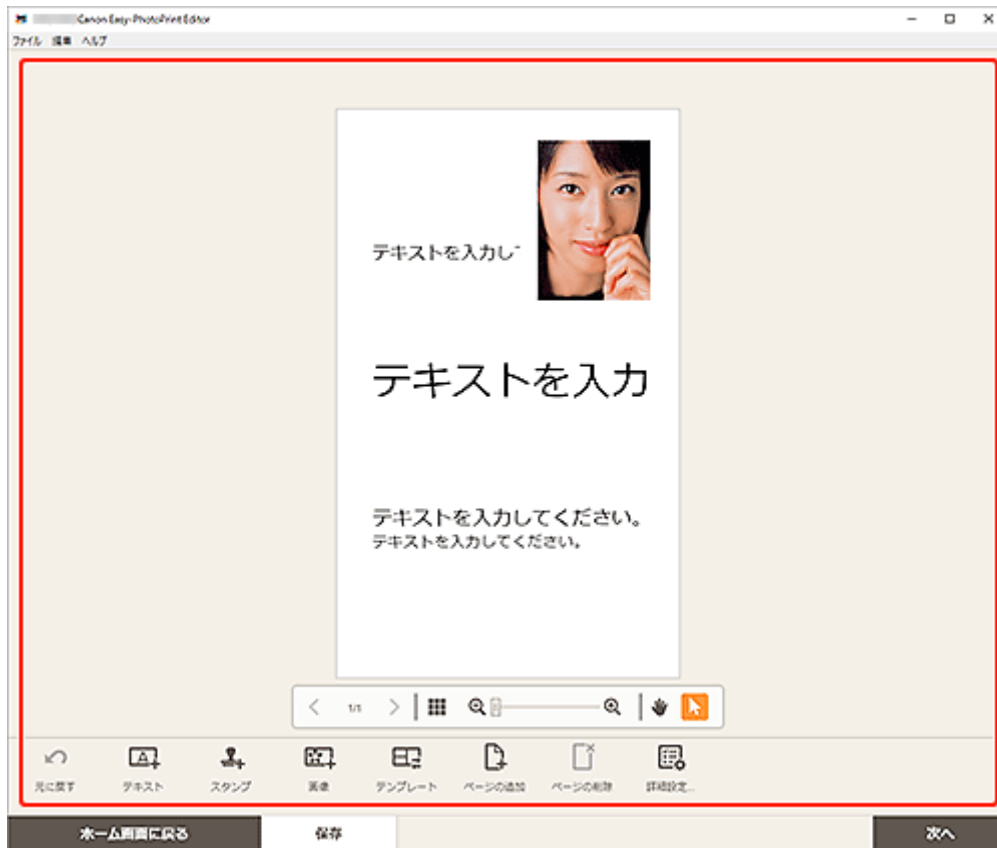 Canon Easy-PhotoPrint Editor
ファイル 編集 ヘルプ
テキストを入力し
テキストを入力
テキストを入力してください。
テキストを入力してください。
1/1
元に戻す テキスト スタンプ 画像 テンプレート ページの追加 ページの削除 詳細設定...
ホーム画面に戻る 保存 次へ